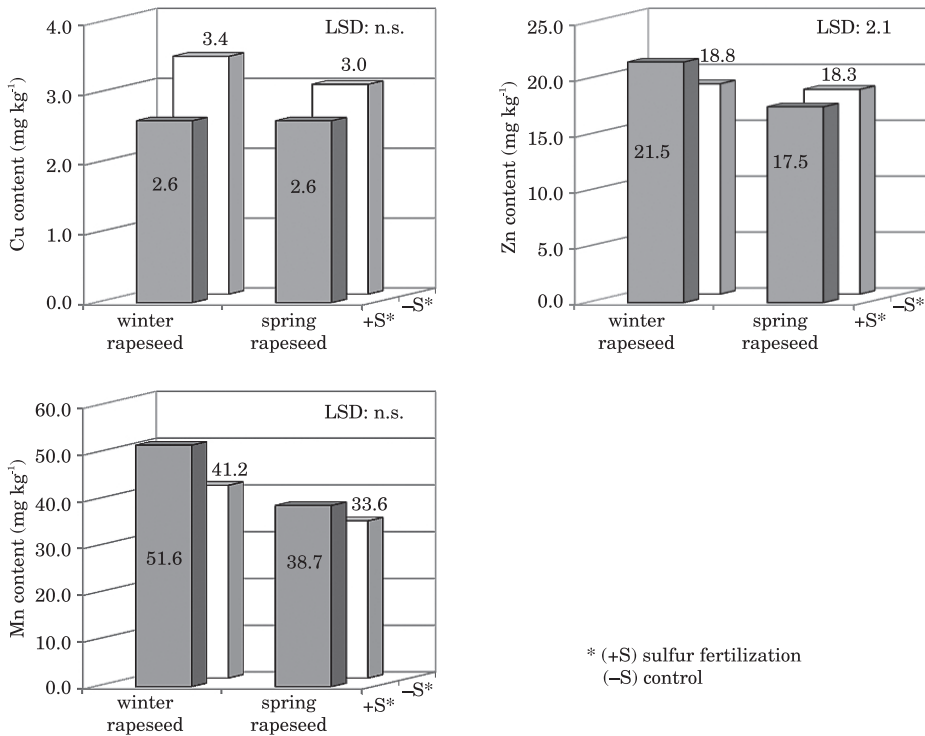 LSD: n.s.
Cu content (mg kg⁻¹)
4.0
3.0
2.0
1.0
0.0
3.4
3.0
2.6
2.6
winter
rapeseed
spring
rapeseed
+S*
–S*
LSD: 2.1
Zn content (mg kg⁻¹)
25.0
20.0
15.0
10.0
5.0
0.0
18.8
18.3
21.5
17.5
winter
rapeseed
spring
rapeseed
+S*
–S*
LSD: n.s.
Mn content (mg kg⁻¹)
60.0
50.0
40.0
30.0
20.0
10.0
0.0
41.2
33.6
51.6
38.7
winter
rapeseed
spring
rapeseed
+S*
–S*
* (+S) sulfur fertilization
(–S) control